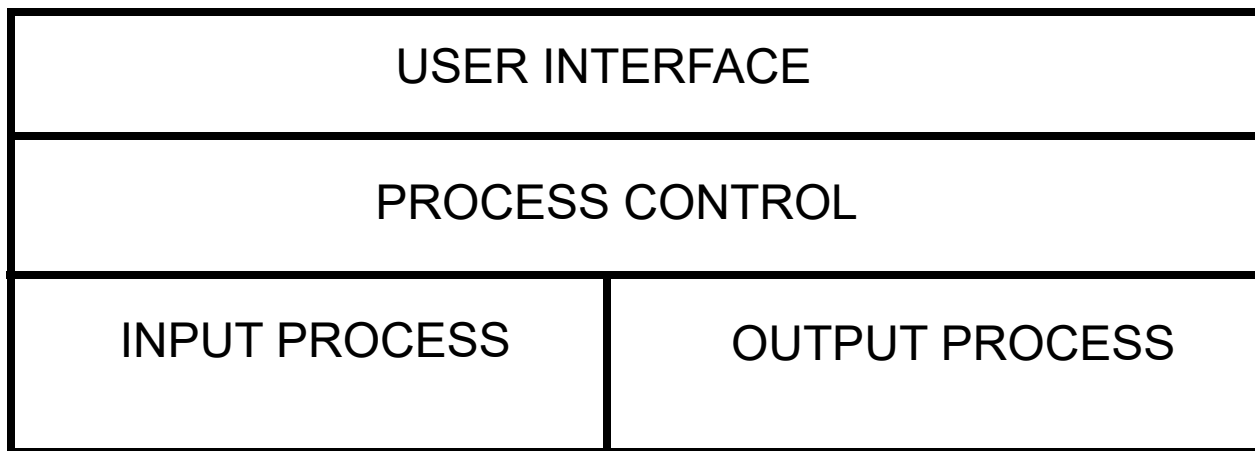 USER INTERFACE
PROCESS CONTROL
INPUT PROCESS
OUTPUT PROCESS